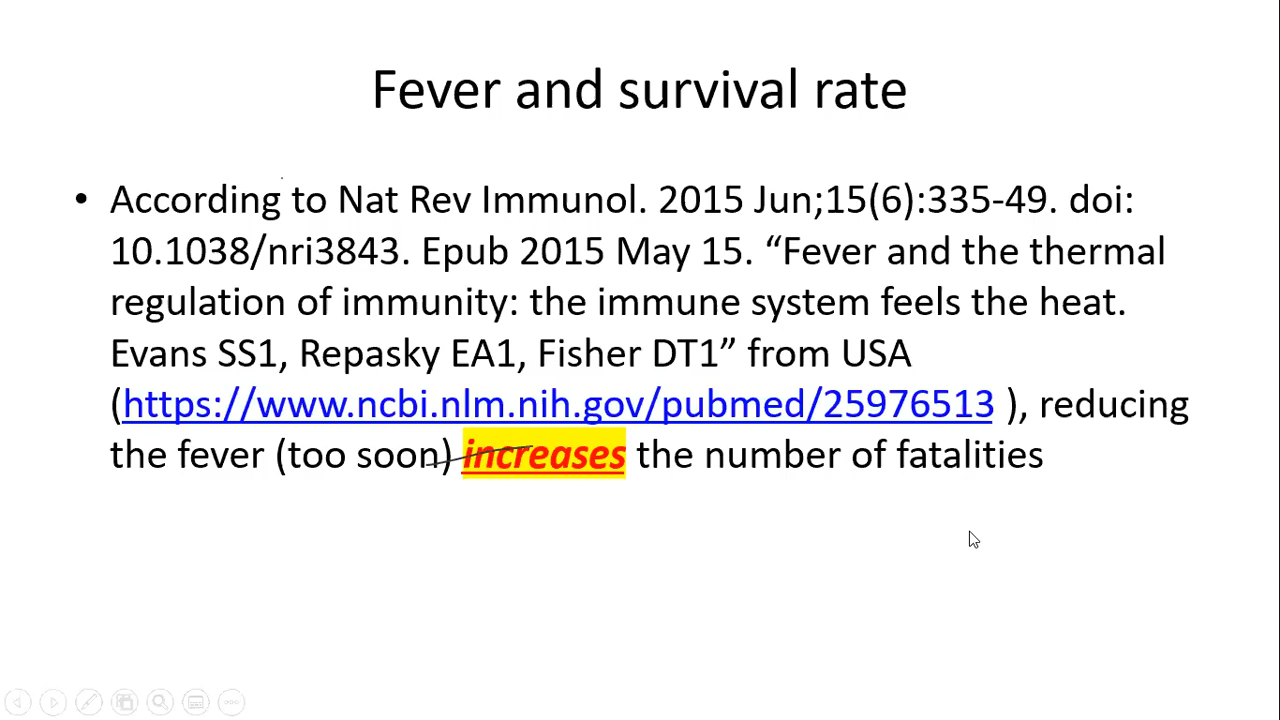 Fever and survival rate
• According to Nat Rev Immunol. 2015 Jun;15(6):335-49. doi:
10.1038/nri3843. Epub 2015 May 15. “Fever and the thermal
regulation of immunity: the immune system feels the heat.
Evans SS1, Repasky EA1, Fisher DT1” from USA
(https://www.ncbi.nlm.nih.gov/pubmed/25976513 ), reducing
the fever (too soon) increases the number of fatalities